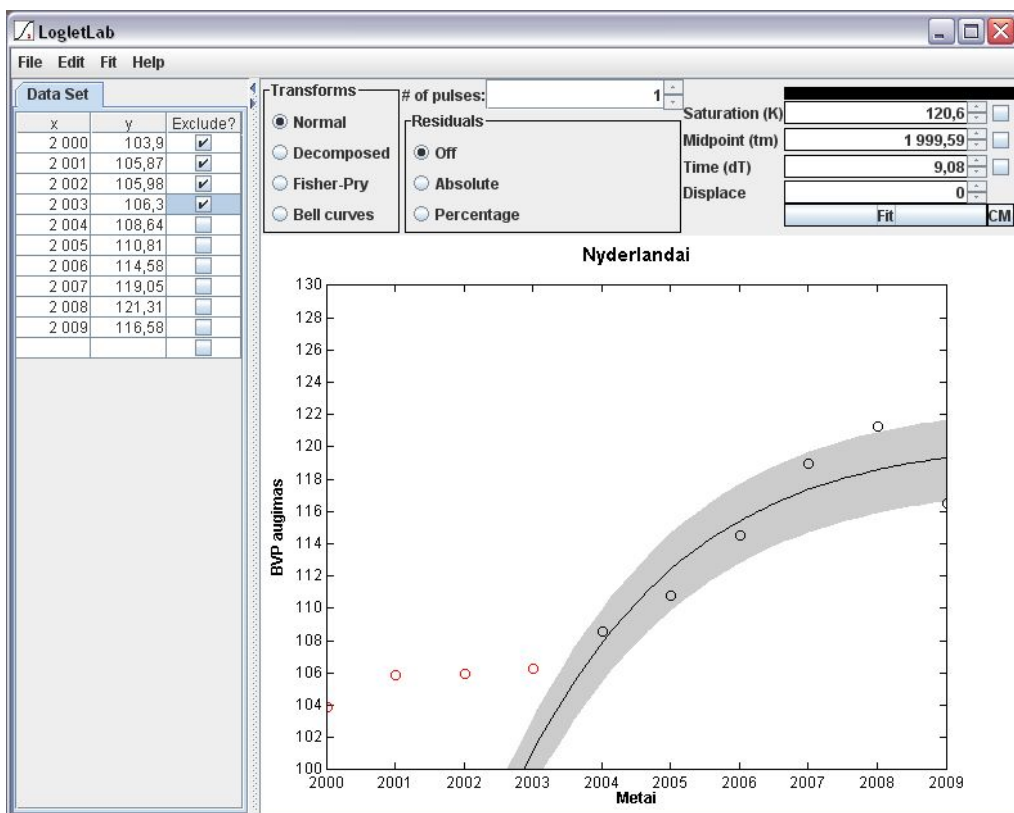 LogletLab
File Edit Fit Help
Data Set
x y Exclude?
2 000 103,9
2 001 105,87
2 002 105,98
2 003 106,3
2 004 108,64
2 005 110,81
2 006 114,58
2 007 119,05
2 008 121,31
2 009 116,58
Transforms
Normal
Decomposed
Fisher-Pry
Bell curves
# of pulses: 1
Residuals
Off
Absolute
Percentage
Saturation (K) 120,6
Midpoint (tm) 1 999,59
Time (dT) 9,08
Displace 0
Fit CM
Nyderlandai
BVP augimas
130
128
126
124
122
120
118
116
114
112
110
108
106
104
102
100
2000 2001 2002 2003 2004 2005 2006 2007 2008 2009
Metai